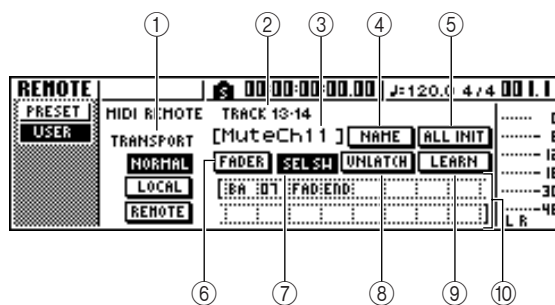 ① ② ③ ④ ⑤
REMOTE S 00:00:00:00.00 ♩=120.0 4/4 001.1
PRESET MIDI REMOTE TRACK 13-14
USER TRANSPORT [MuteCh11 ] NAME ALL INIT
NORMAL FADER SEL SW UNLATCH LEARN
LOCAL [BA 07 FAD END
REMOTE ]
L R
⑥ ⑦ ⑧ ⑨ ⑩